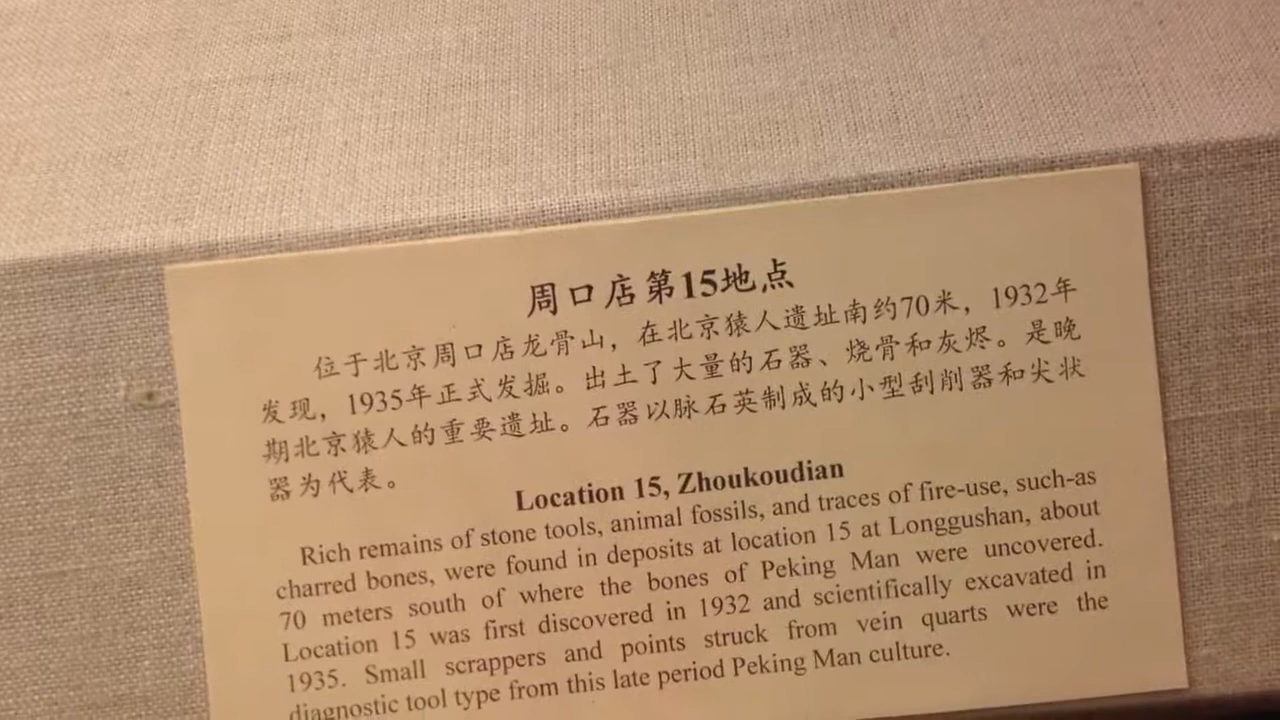 周口店第15地点
位于北京周口店龙骨山，在北京猿人遗址南约70米，1932年
发现，1935年正式发掘。出土了大量的石器、烧骨和灰烬。是晚
期北京猿人的重要遗址。石器以脉石英制成的小型刮削器和尖状
器为代表。
Location 15, Zhoukoudian
Rich remains of stone tools, animal fossils, and traces of fire-use, such-as
charred bones, were found in deposits at location 15 at Longgushan, about
70 meters south of where the bones of Peking Man were uncovered.
Location 15 was first discovered in 1932 and scientifically excavated in
1935. Small scrappers and points struck from vein quarts were the
diagnostic tool type from this late period Peking Man culture.